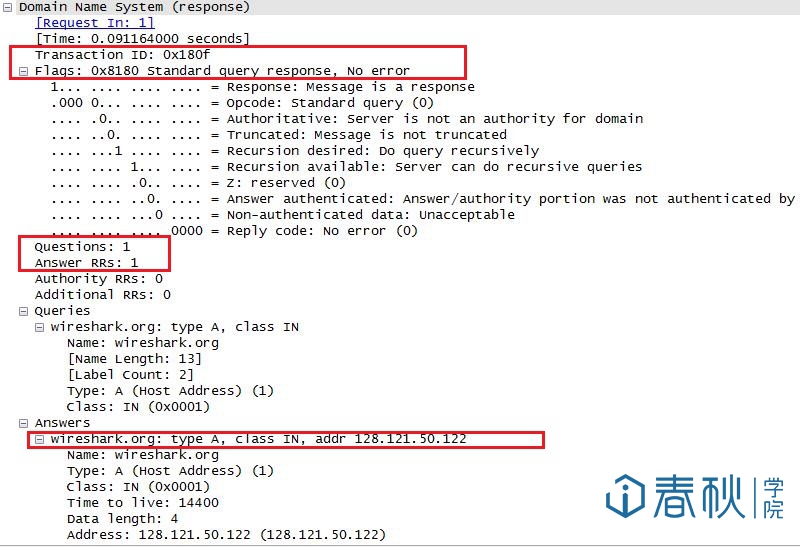 Domain Name System (response)
[Request In: 1]
[Time: 0.091164000 seconds]
Transaction ID: 0x180f
Flags: 0x8180 Standard query response, No error
1... .... .... .... = Response: Message is a response
.000 0... .... .... = Opcode: Standard query (0)
.... .0.. .... .... = Authoritative: Server is not an authority for domain
.... ..0. .... .... = Truncated: Message is not truncated
.... ...1 .... .... = Recursion desired: Do query recursively
.... .... 1... .... = Recursion available: Server can do recursive queries
.... .... .0.. .... = Z: reserved (0)
.... .... ..0. .... = Answer authenticated: Answer/authority portion was not authenticated by
.... .... ...0 .... = Non-authenticated data: Unacceptable
.... .... .... 0000 = Reply code: No error (0)
Questions: 1
Answer RRs: 1
Authority RRs: 0
Additional RRs: 0
Queries
wireshark.org: type A, class IN
Name: wireshark.org
[Name Length: 13]
[Label Count: 2]
Type: A (Host Address) (1)
Class: IN (0x0001)
Answers
wireshark.org: type A, class IN, addr 128.121.50.122
Name: wireshark.org
Type: A (Host Address) (1)
Class: IN (0x0001)
Time to live: 14400
Data length: 4
Address: 128.121.50.122 (128.121.50.122)
春秋学院